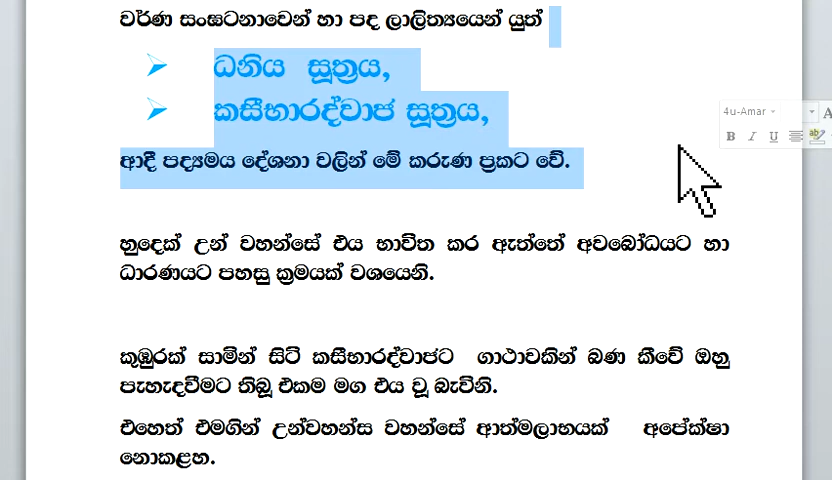 වර්ණ සංඝටනාවෙන් හා පද ලාලිත්‍යයෙන් යුත්
4u-Amar
ධනිය සූත්‍රය,
කසීභාරද්වාජ සූත්‍රය,
B I U
ආදී පද්‍යමය දේශනා වලින් මේ කරුණ ප්‍රකට වේ.
හුදෙක් උන් වහන්සේ එය භාවිත කර ඇත්තේ අවබෝධයට හා
ධාරණයට පහසු ක්‍රමයක් වශයෙනි.
කූඹුරක් සාමින් සිටි කසීභාරද්වාජට ගාථාවකින් බණ කීවේ ඔහු
පැහැදවීමට තිබූ එකම මග එය වූ බැවිනි.
එහෙත් එමගින් උන්වහන්ස වහන්සේ ආත්මලාභයක් අපේක්ෂා
නොකළහ.